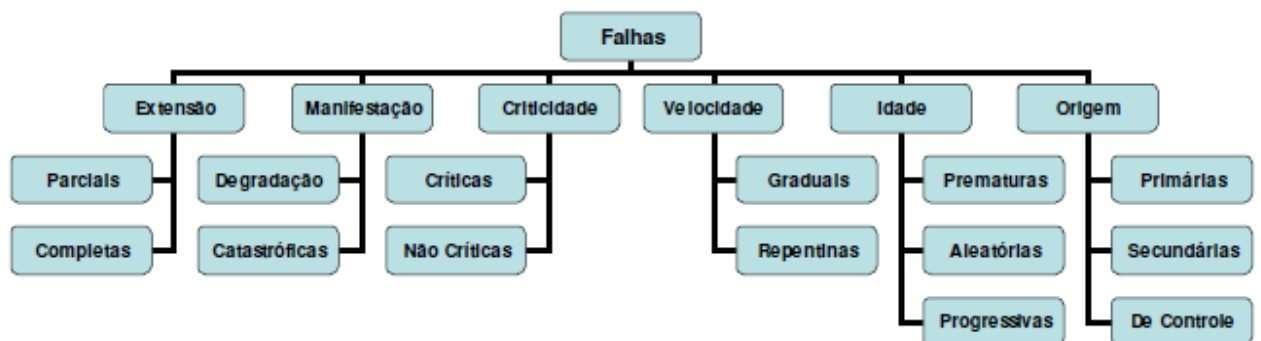 Falhas
Extensão
Manifestação
Criticidade
Velocidade
Idade
Origem
Parciais
Degradação
Críticas
Graduais
Prematuras
Primárias
Completas
Catastróficas
Não Críticas
Repentinas
Aleatórias
Secundárias
Progressivas
De Controle